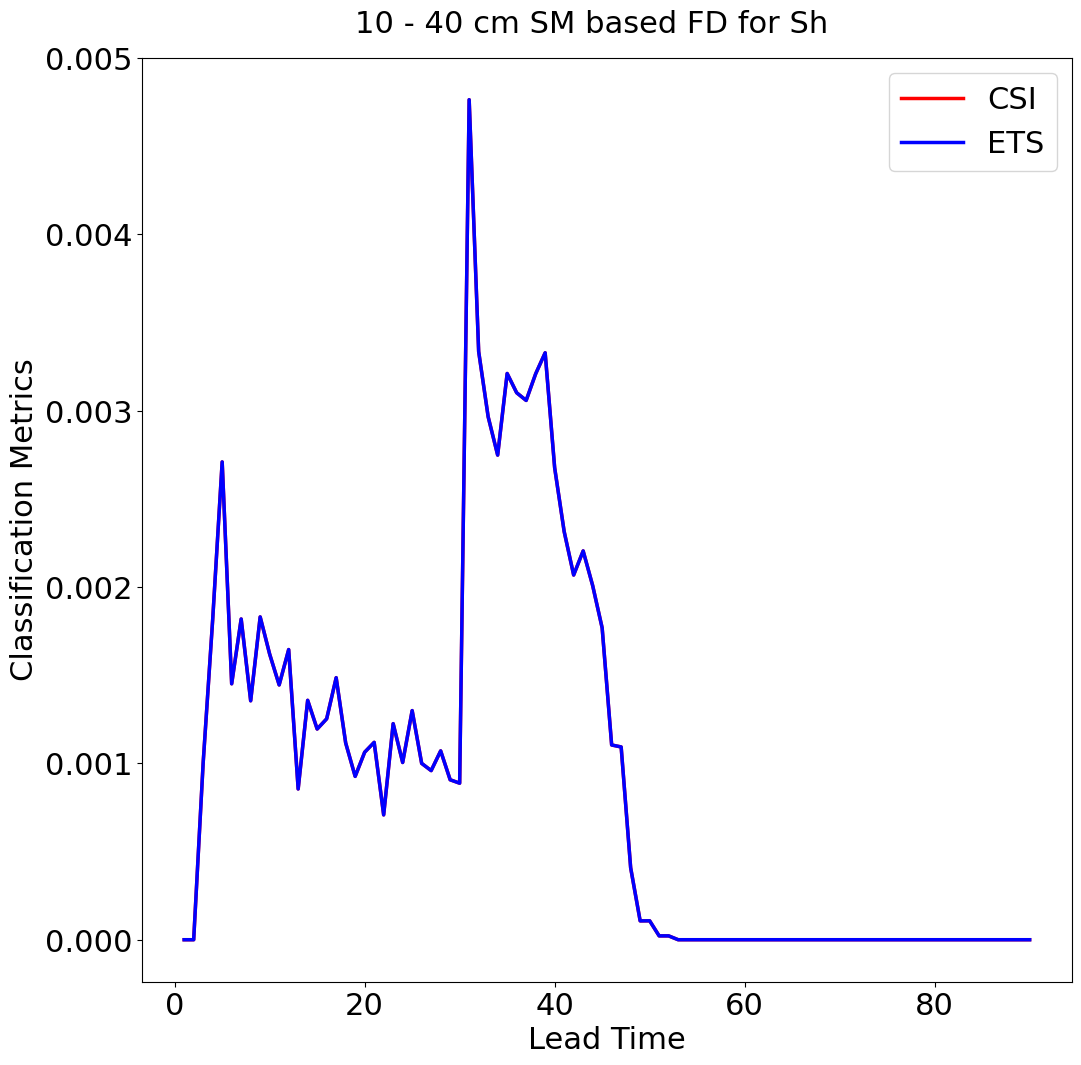 10 - 40 cm SM based FD for Sh
0.005
0.004
0.003
0.002
0.001
0.000
Classification Metrics
CSI
ETS
0 20 40 60 80
Lead Time